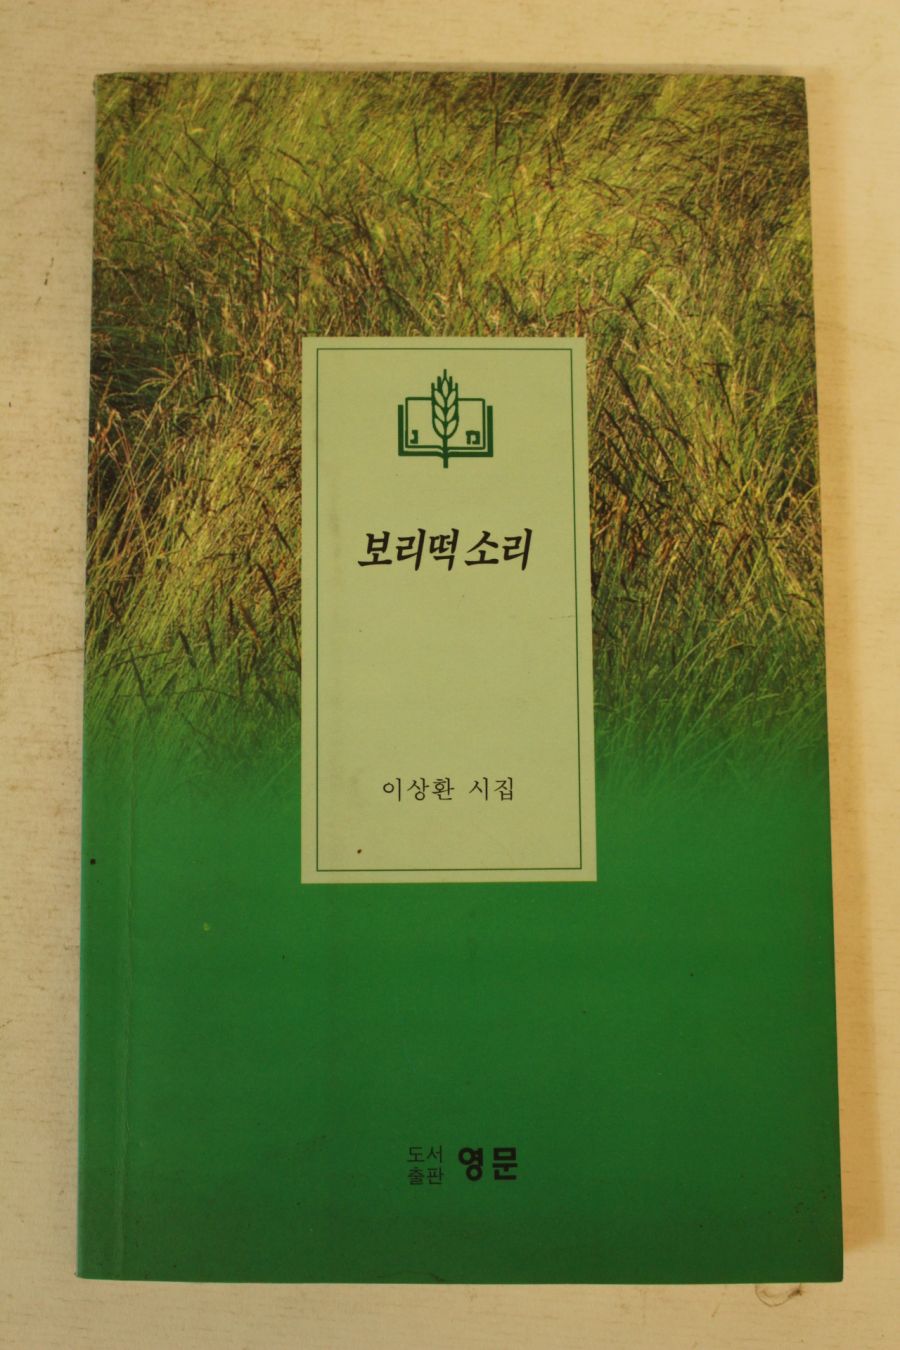 보리떡 소리
이상환 시집
도서
출판 영문